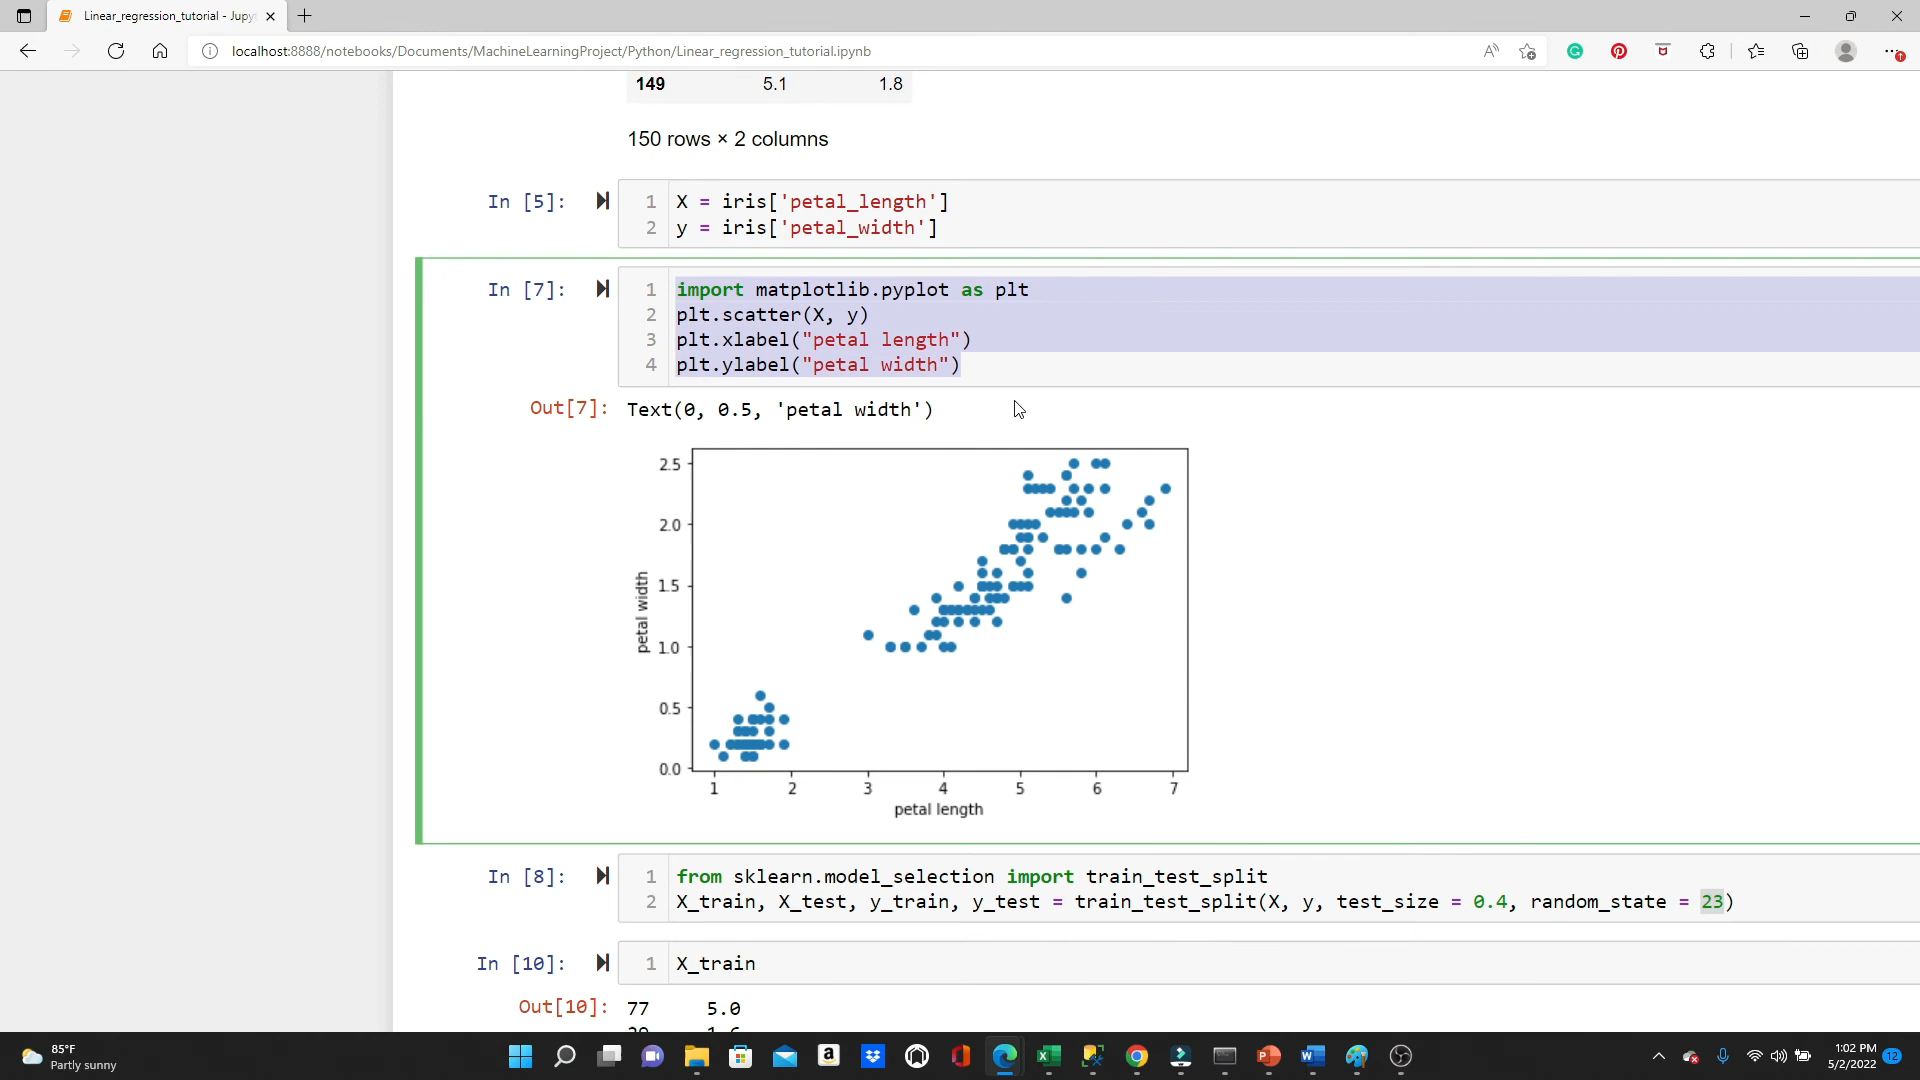 Linear_regression_tutorial - Jupy
localhost:8888/notebooks/Documents/MachineLearningProject/Python/Linear_regression_tutorial.ipynb
149 5.1 1.8
150 rows × 2 columns
In [5]:
1 X = iris['petal_length']
2 y = iris['petal_width']
In [7]:
1 import matplotlib.pyplot as plt
2 plt.scatter(X, y)
3 plt.xlabel("petal length")
4 plt.ylabel("petal width")
Out[7]: Text(0, 0.5, 'petal width')
2.5
2.0
1.5
1.0
0.5
0.0
petal width
1 2 3 4 5 6 7
petal length
In [8]:
1 from sklearn.model_selection import train_test_split
2 X_train, X_test, y_train, y_test = train_test_split(X, y, test_size = 0.4, random_state = 23)
In [10]:
1 X_train
Out[10]: 77 5.0
85°F
Partly sunny
1:02 PM
5/2/2022
12